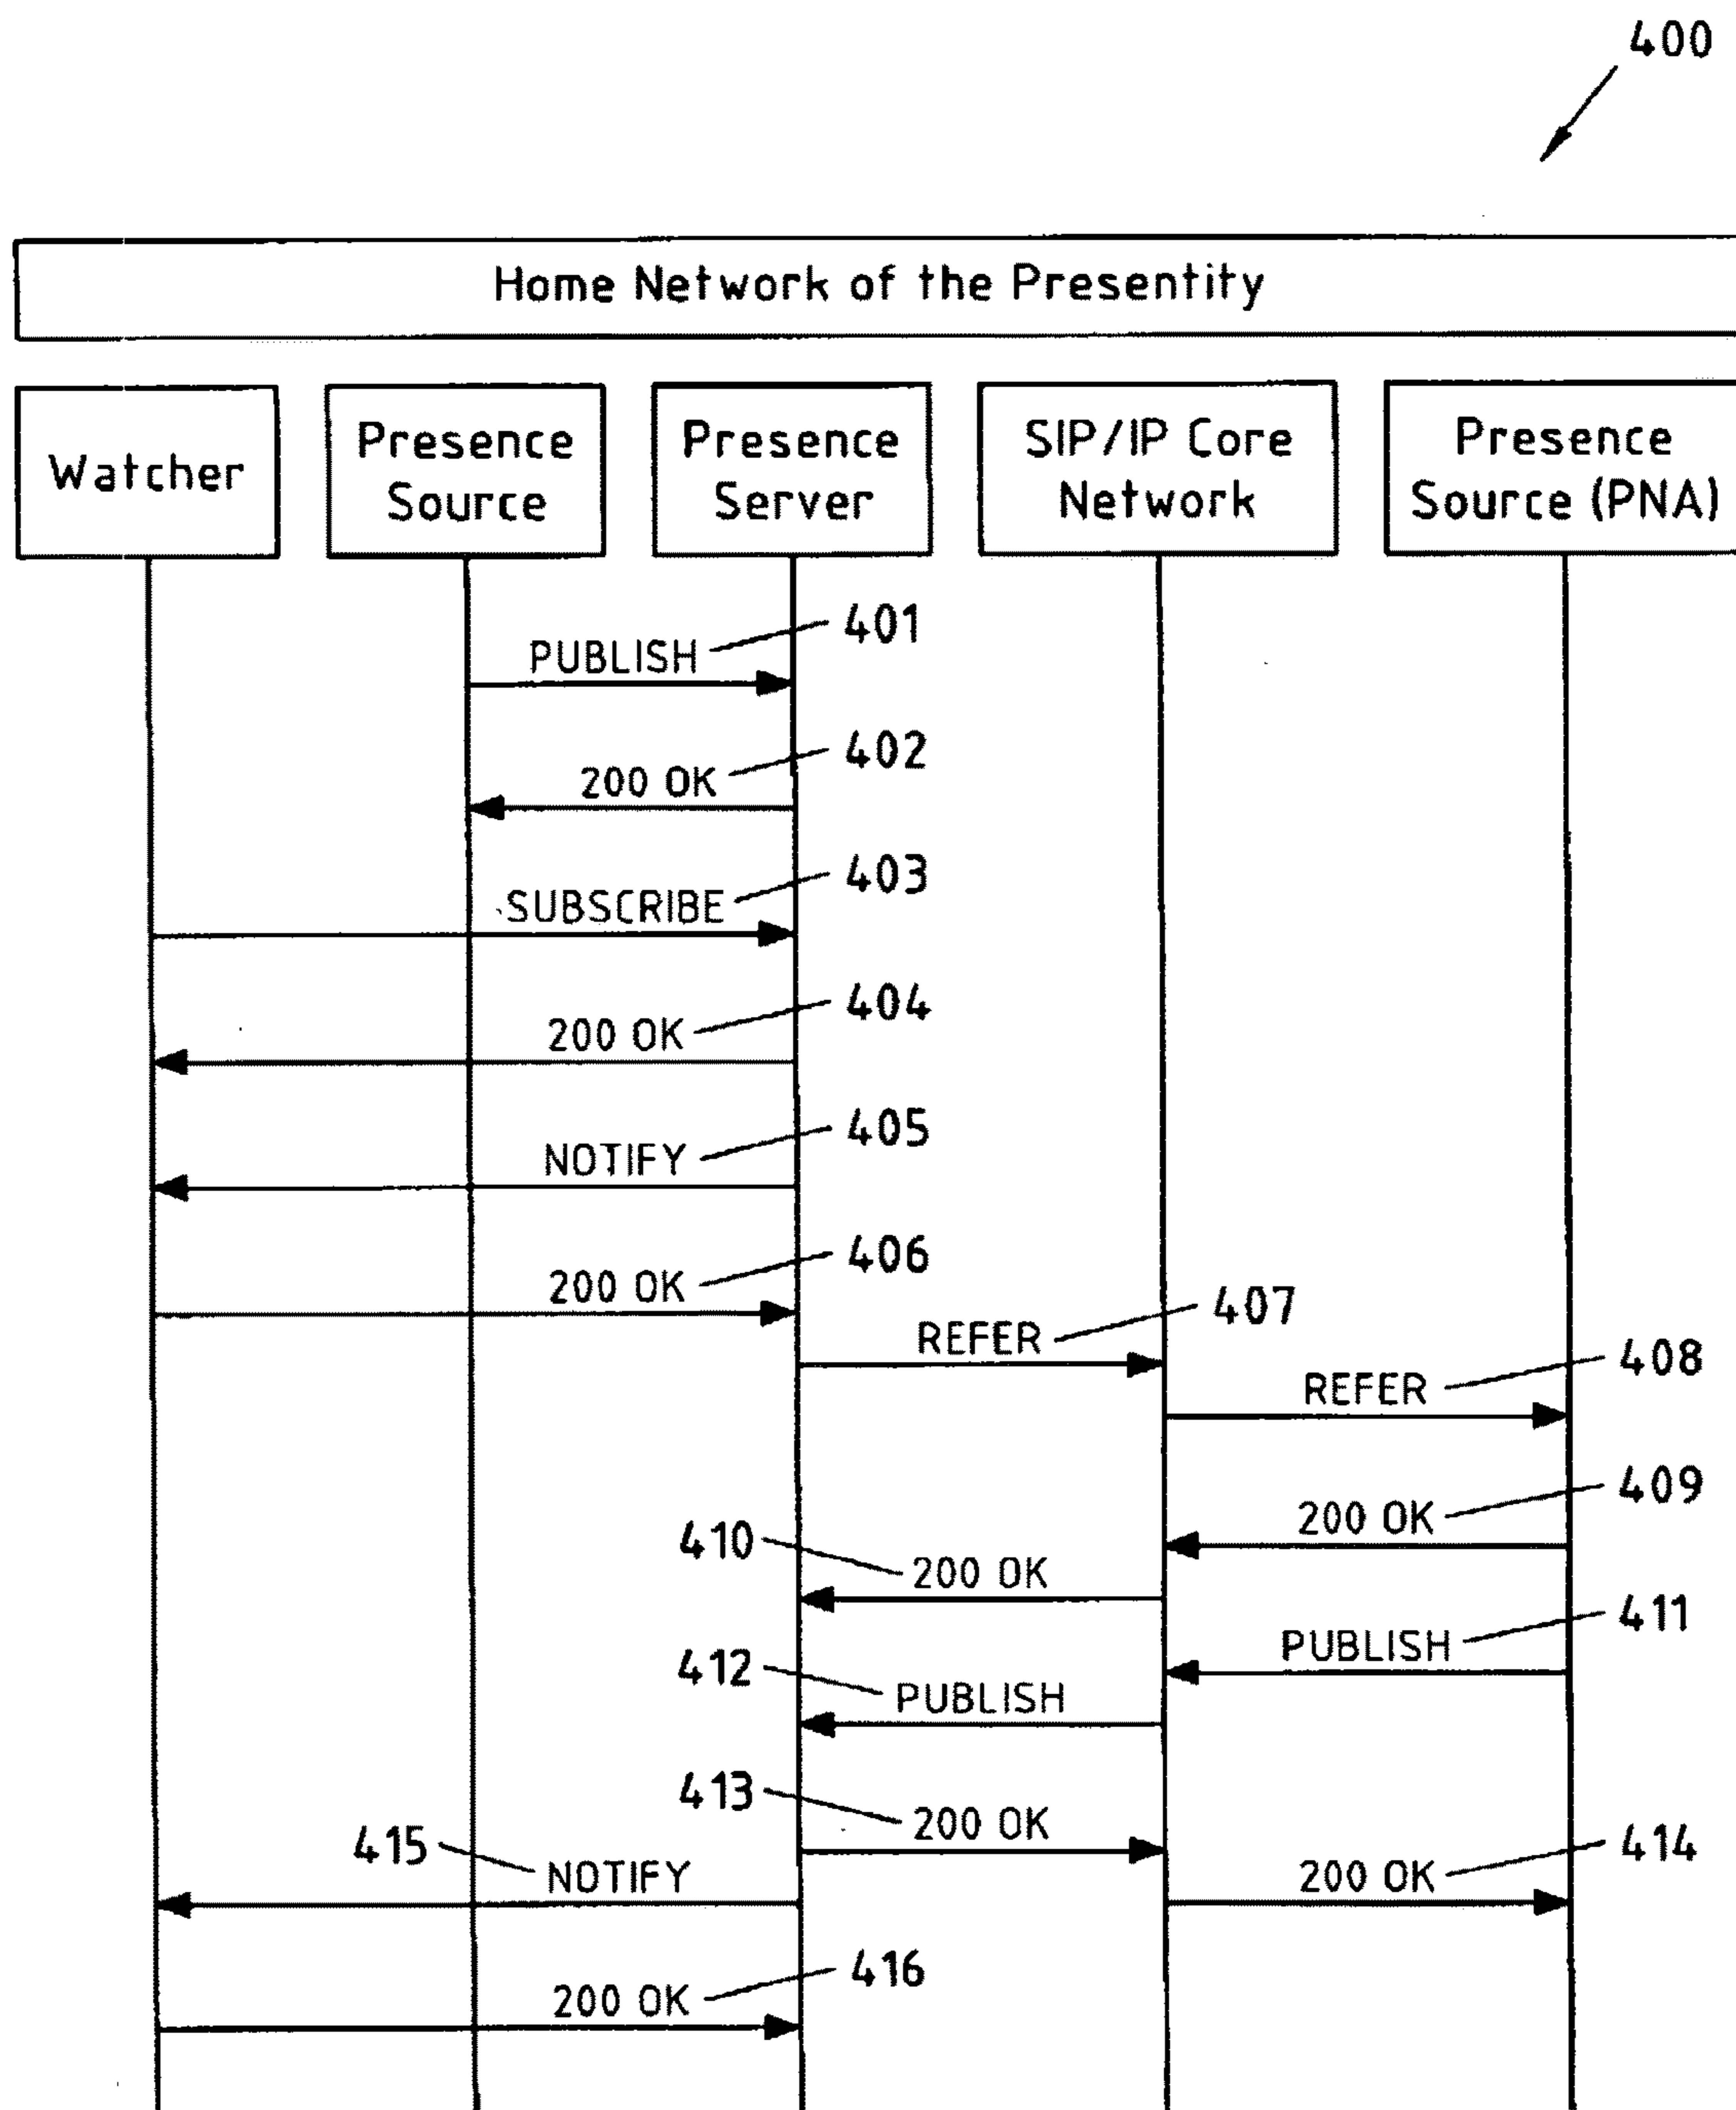 400
Home Network of the Presentity
Watcher
Presence
Source
Presence
Server
SIP/IP Core
Network
Presence
Source (PNA)
401
PUBLISH
402
200 OK
403
SUBSCRIBE
404
200 OK
405
NOTIFY
406
200 OK
407
REFER
408
REFER
409
200 OK
410
200 OK
411
PUBLISH
412
PUBLISH
413
200 OK
414
200 OK
415
NOTIFY
416
200 OK